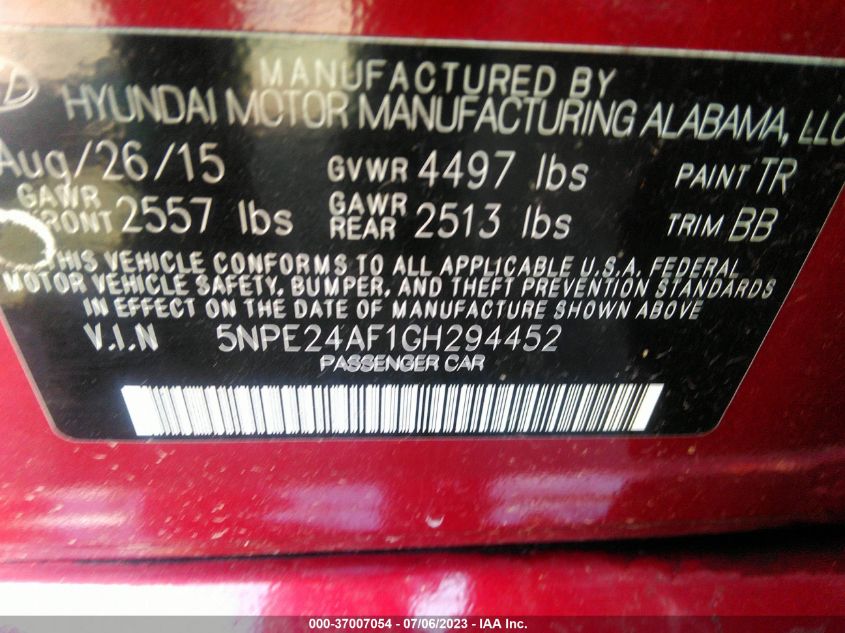 MANUFACTURED BY
HYUNDAI MOTOR MANUFACTURING ALABAMA, LLC
Aug/26/15 GVWR 4497 lbs PAINT TR
GAWR FRONT 2557 lbs GAWR REAR 2513 lbs TRIM BB
THIS VEHICLE CONFORMS TO ALL APPLICABLE U.S.A. FEDERAL
MOTOR VEHICLE SAFETY, BUMPER, AND THEFT PREVENTION STANDARDS
IN EFFECT ON THE DATE OF MANUFACTURE SHOWN ABOVE.
V.I.N 5NPE24AF1GH294452
PASSENGER CAR
000-37007054 - 07/06/2023 - IAA Inc.